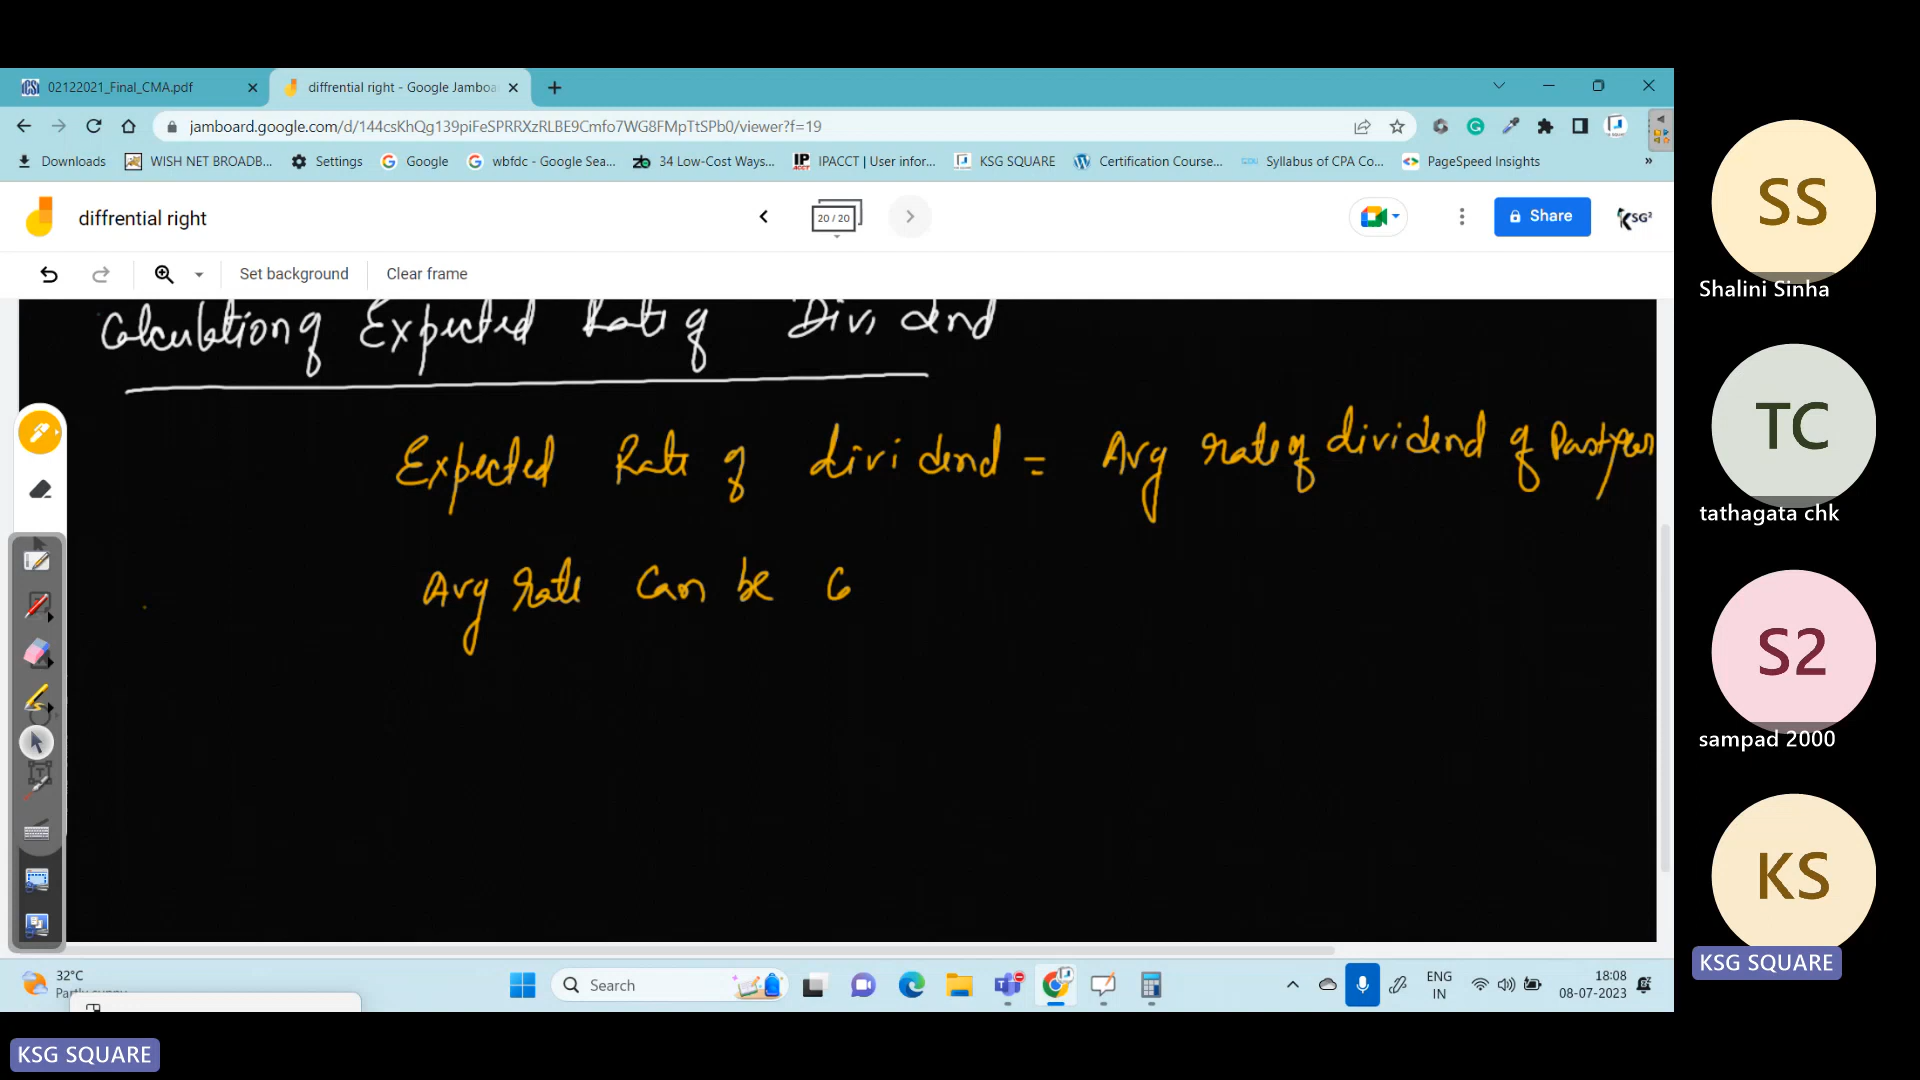 02122021_Final_CMA.pdf
diffrential right - Google Jamboa
jamboard.google.com/d/144csKhQg139piFeSPRRXzRLBE9Cmfo7WG8FMpTtSPb0/viewer?f=19
Downloads WISH NET BROADB... Settings Google wbfdc - Google Sea... 34 Low-Cost Ways... IPACCT | User infor... KSG SQUARE Certification Course... Syllabus of CPA Co... PageSpeed Insights »
diffrential right
20 / 20
Share
KSG²
Set background Clear frame
Calculation of Expected Rate of Dividend
Expected Rate of dividend = Avg rate of dividend of Past years
Avg rate can be c
SS
Shalini Sinha
TC
tathagata chk
S2
sampad 2000
KS
KSG SQUARE
32°C
Partly sunny
Search
ENG
IN
18:08
08-07-2023
KSG SQUARE